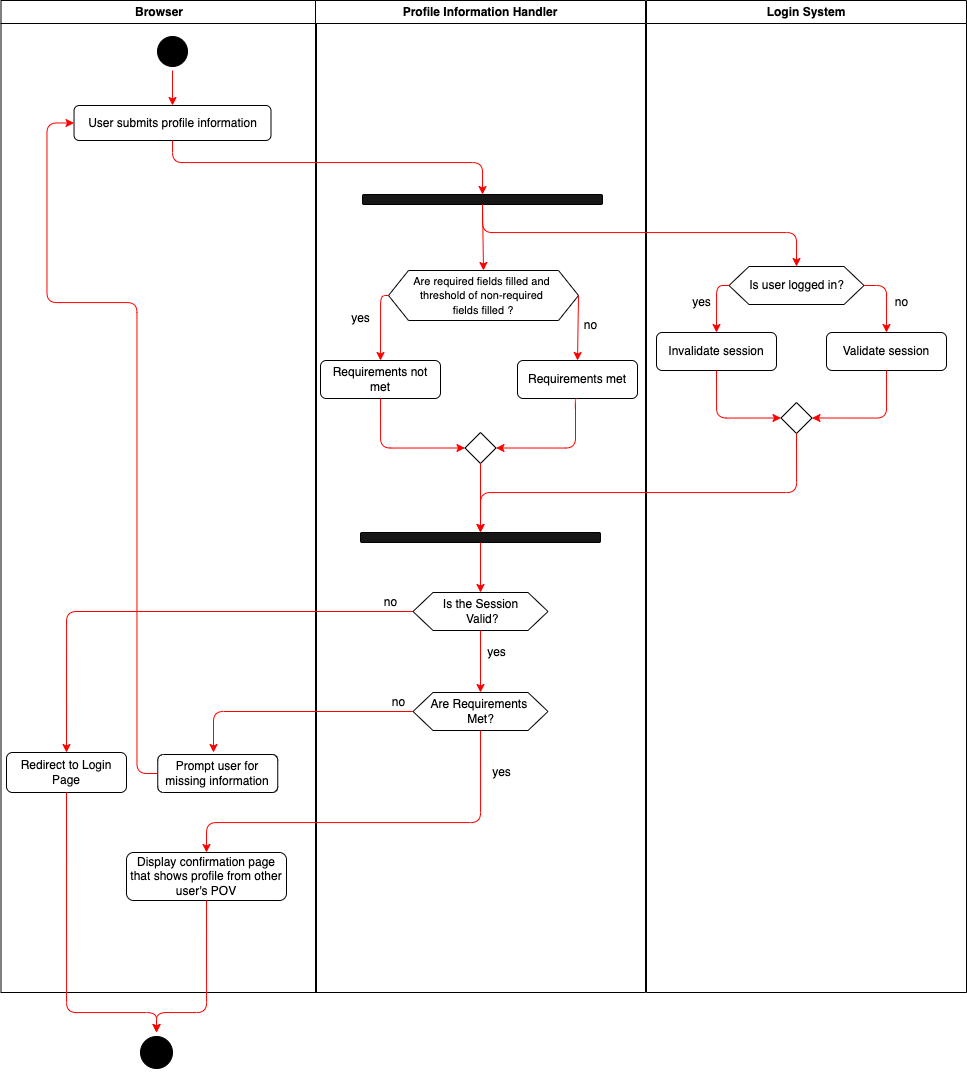 Browser
Profile Information Handler
Login System
User submits profile information
Are required fields filled and
threshold of non-required
fields filled ?
Is user logged in?
yes
no
yes
no
Invalidate session
Validate session
Requirements not
met
Requirements met
Is the Session
Valid?
no
yes
Are Requirements
Met?
no
yes
Redirect to Login
Page
Prompt user for
missing information
Display confirmation page
that shows profile from other
user's POV